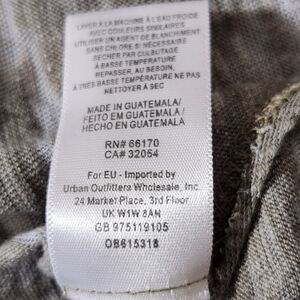 LAVER À LA MACHINE À L'EAU FROIDE
AVEC COULEURS SIMILAIRES
UTILISER UN AGENT DE BLANCHIMENT
SANS CHLORE SI NÉCESSAIRE
SÉCHER PAR CULBUTAGE
À BASSE TEMPÉRATURE
REPASSER, AU BESOIN,
À TRÈS BASSE TEMPÉRATURE NE PAS
NETTOYER À SEC
MADE IN GUATEMALA/
FEITO EM GUATEMALA/
HECHO EN GUATEMALA
RN# 66170
CA# 32054
For EU - Imported by
Urban Outfitters Wholesale, Inc.
24 Market Place, 3rd Floor
UK W1W 8AN
GB 975119105
OB615318